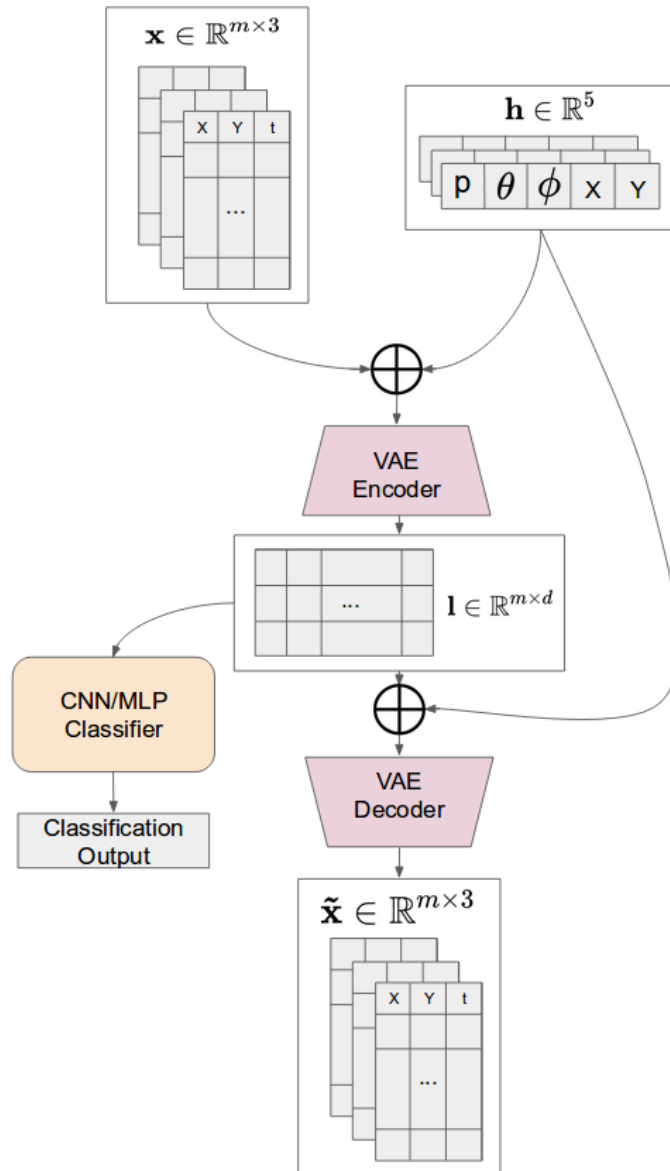 x ∈ ℝ^{m×3}
X Y t
...
h ∈ ℝ^5
p θ ϕ X Y
VAE
Encoder
...
l ∈ ℝ^{m×d}
CNN/MLP
Classifier
Classification
Output
VAE
Decoder
x̃ ∈ ℝ^{m×3}
X Y t
...